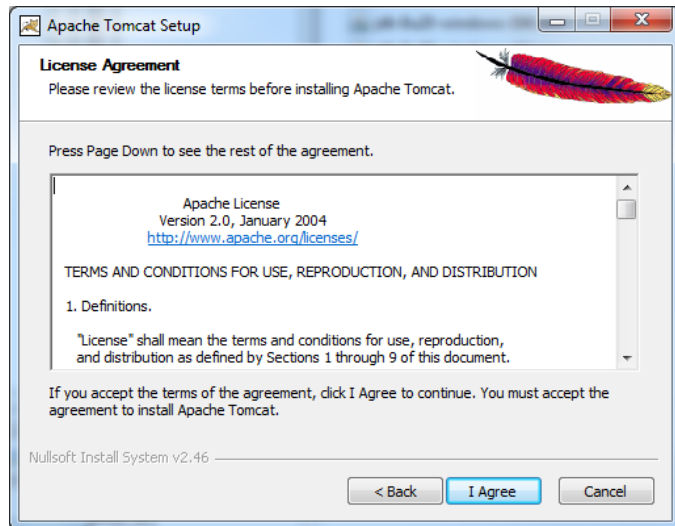 Apache Tomcat Setup
License Agreement
Please review the license terms before installing Apache Tomcat.
Press Page Down to see the rest of the agreement.
Apache License
Version 2.0, January 2004
http://www.apache.org/licenses/
TERMS AND CONDITIONS FOR USE, REPRODUCTION, AND DISTRIBUTION
1. Definitions.
"License" shall mean the terms and conditions for use, reproduction,
and distribution as defined by Sections 1 through 9 of this document.
If you accept the terms of the agreement, click I Agree to continue. You must accept the
agreement to install Apache Tomcat.
Nullsoft Install System v2.46
< Back I Agree Cancel